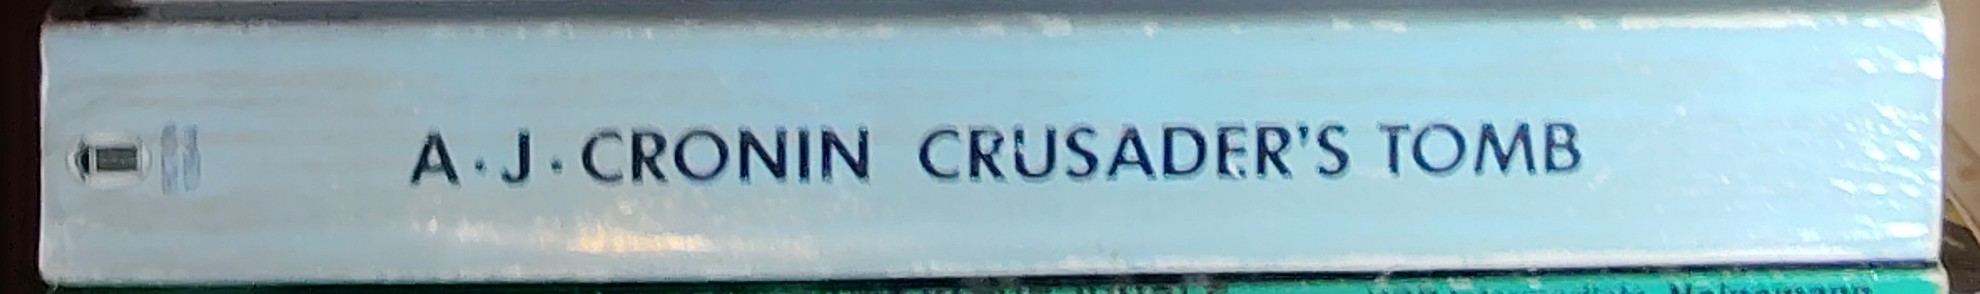 A·J·CRONIN CRUSADER'S TOMB